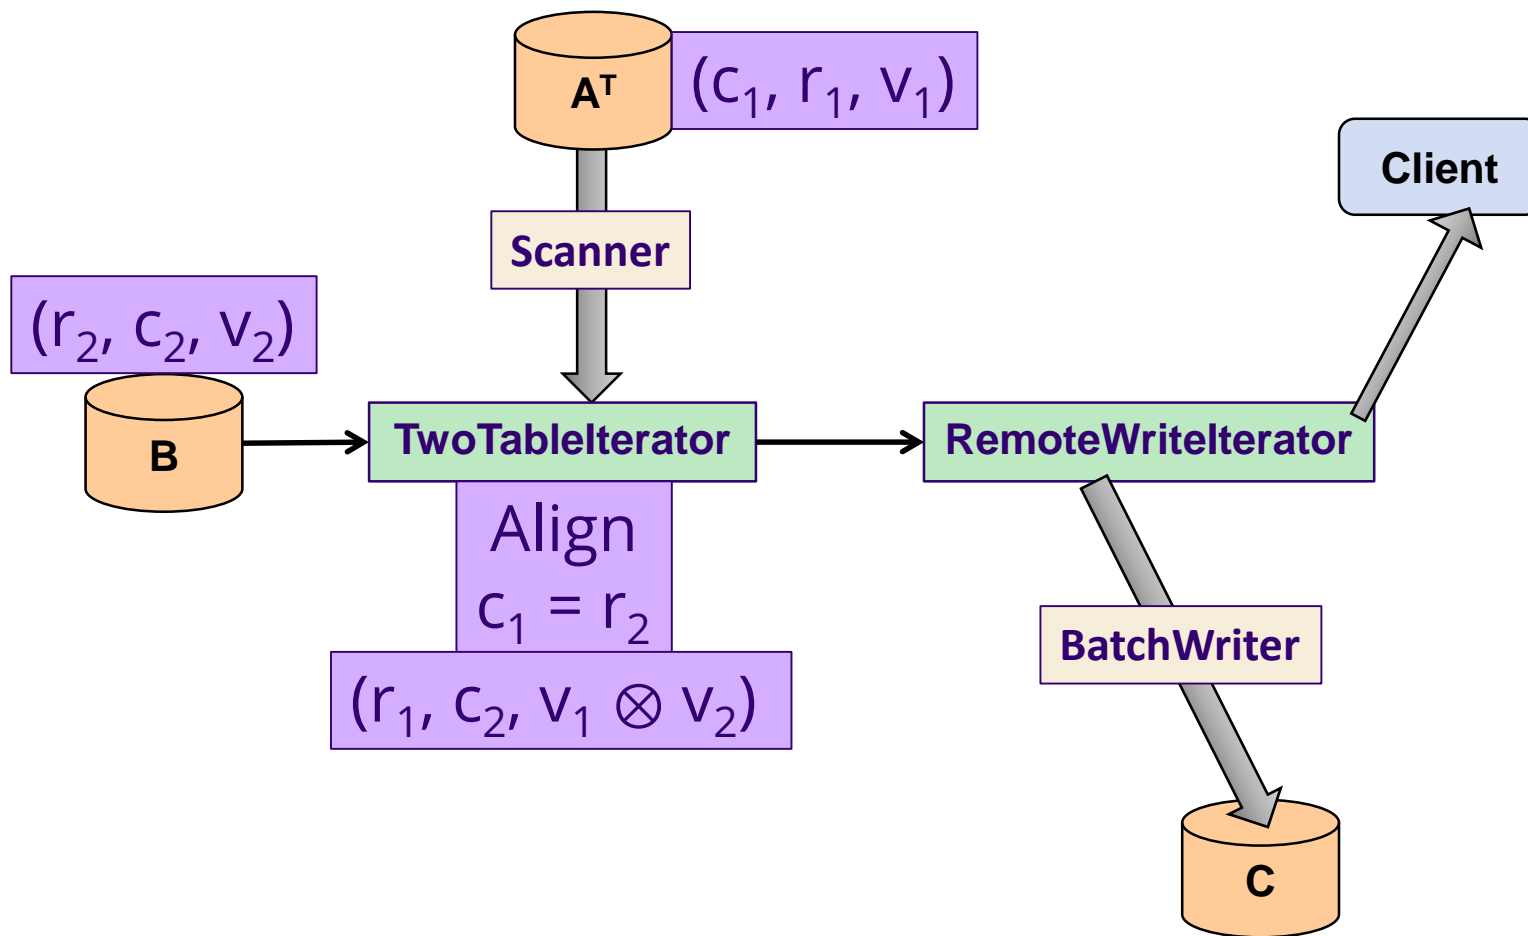 Aᵀ
(c₁, r₁, v₁)
Client
Scanner
(r₂, c₂, v₂)
B
TwoTableIterator
RemoteWriteIterator
Align
c₁ = r₂
(r₁, c₂, v₁ ⊗ v₂)
BatchWriter
C